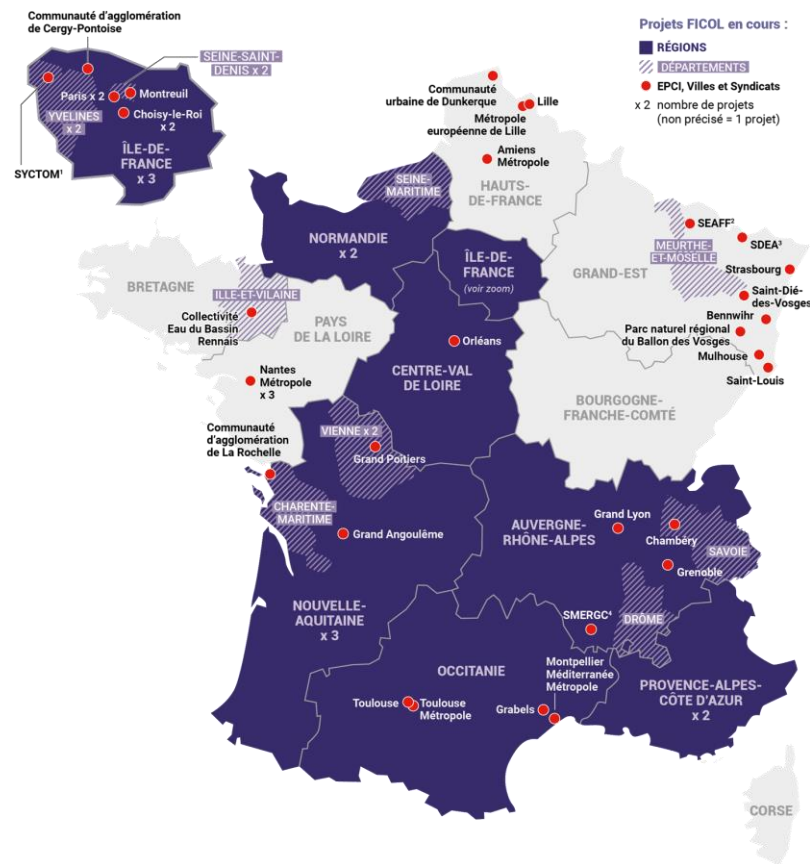 Communauté d'agglomération
de Cergy-Pontoise
SEINE-SAINT-
DENIS x 2
Paris x 2
Montreuil
YVELINES
x 2
Choisy-le-Roi
x 2
ÎLE-DE-
FRANCE
x 3
SYCTOM¹
Projets FICOL en cours :
RÉGIONS
DÉPARTEMENTS
EPCI, Villes et Syndicats
x 2 nombre de projets
(non précisé = 1 projet)
Communauté
urbaine de Dunkerque
Lille
Métropole
européenne de Lille
Amiens
Métropole
HAUTS-
DE-FRANCE
SEINE-
MARITIME
NORMANDIE
x 2
ÎLE-DE-
FRANCE
(voir zoom)
SEAFF²
SDEA³
MEURTHE-
ET-MOSELLE
GRAND-EST
Strasbourg
Saint-Dié-
des-Vosges
Bennwihr
Parc naturel régional
du Ballon des Vosges
Mulhouse
Saint-Louis
BRETAGNE
ILLE-ET-VILAINE
Collectivité
Eau du Bassin
Rennais
PAYS
DE LA LOIRE
Nantes
Métropole
x 3
Orléans
CENTRE-VAL
DE LOIRE
BOURGOGNE-
FRANCHE-COMTÉ
Communauté
d'agglomération
de La Rochelle
VIENNE x 2
Grand Poitiers
CHARENTE-
MARITIME
Grand Angoulême
NOUVELLE-
AQUITAINE
x 3
Grand Lyon
AUVERGNE-
RHÔNE-ALPES
Chambéry
SAVOIE
Grenoble
SMERGC⁴
DRÔME
OCCITANIE
Montpellier
Méditerranée
Métropole
Toulouse
Toulouse
Métropole
Grabels
PROVENCE-ALPES-
CÔTE D'AZUR
x 2
CORSE